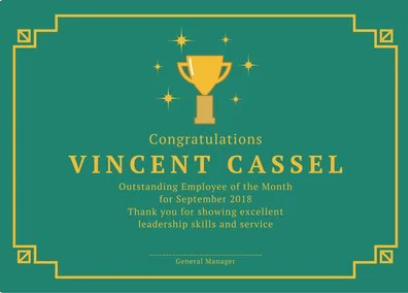 Congratulations
VINCENT CASSEL
Outstanding Employee of the Month
for September 2018
Thank you for showing excellent
leadership skills and service
General Manager